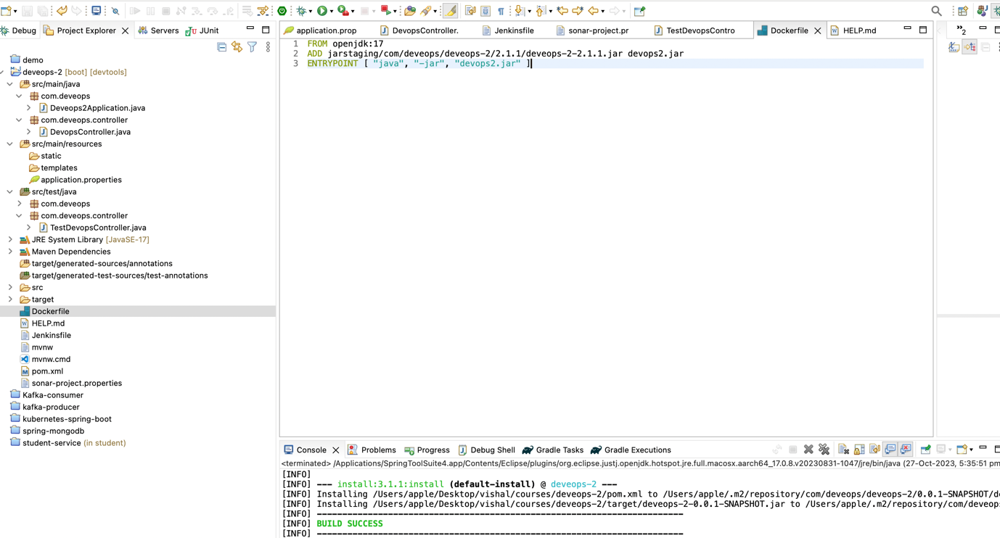 Debug Project Explorer Servers JUnit
demo
deveops-2 [boot] [devtools]
src/main/java
com.deveops
Deveops2Application.java
com.deveops.controller
DevopsController.java
src/main/resources
static
templates
application.properties
src/test/java
com.deveops
com.deveops.controller
TestDevopsController.java
JRE System Library [JavaSE-17]
Maven Dependencies
target/generated-sources/annotations
target/generated-test-sources/test-annotations
src
target
Dockerfile
HELP.md
Jenkinsfile
mvnw
mvnw.cmd
pom.xml
sonar-project.properties
Kafka-consumer
kafka-producer
kubernetes-spring-boot
spring-mongodb
student-service (in student)
application.prop DevopsController. Jenkinsfile sonar-project.pr TestDevopsContro Dockerfile HELP.md
1 FROM openjdk:17
2 ADD jarstaging/com/deveops/deveops-2/2.1.1/deveops-2-2.1.1.jar devops2.jar
3 ENTRYPOINT [ "java", "-jar", "devops2.jar" ]
»2
Console Problems Progress Debug Shell Gradle Tasks Gradle Executions
<terminated> /Applications/SpringToolSuite4.app/Contents/Eclipse/plugins/org.eclipse.justj.openjdk.hotspot.jre.full.macosx.aarch64_17.0.8.v20230831-1047/jre/bin/java (27-Oct-2023, 5:35:51 pm
[INFO]
[INFO] --- install:3.1.1:install (default-install) @ deveops-2 ---
[INFO] Installing /Users/apple/Desktop/vishal/courses/deveops-2/pom.xml to /Users/apple/.m2/repository/com/deveops/deveops-2/0.0.1-SNAPSHOT/de
[INFO] Installing /Users/apple/Desktop/vishal/courses/deveops-2/target/deveops-2-0.0.1-SNAPSHOT.jar to /Users/apple/.m2/repository/com/deveops
[INFO] ------------------------------------------------------------------------
[INFO] BUILD SUCCESS
[INFO] ------------------------------------------------------------------------